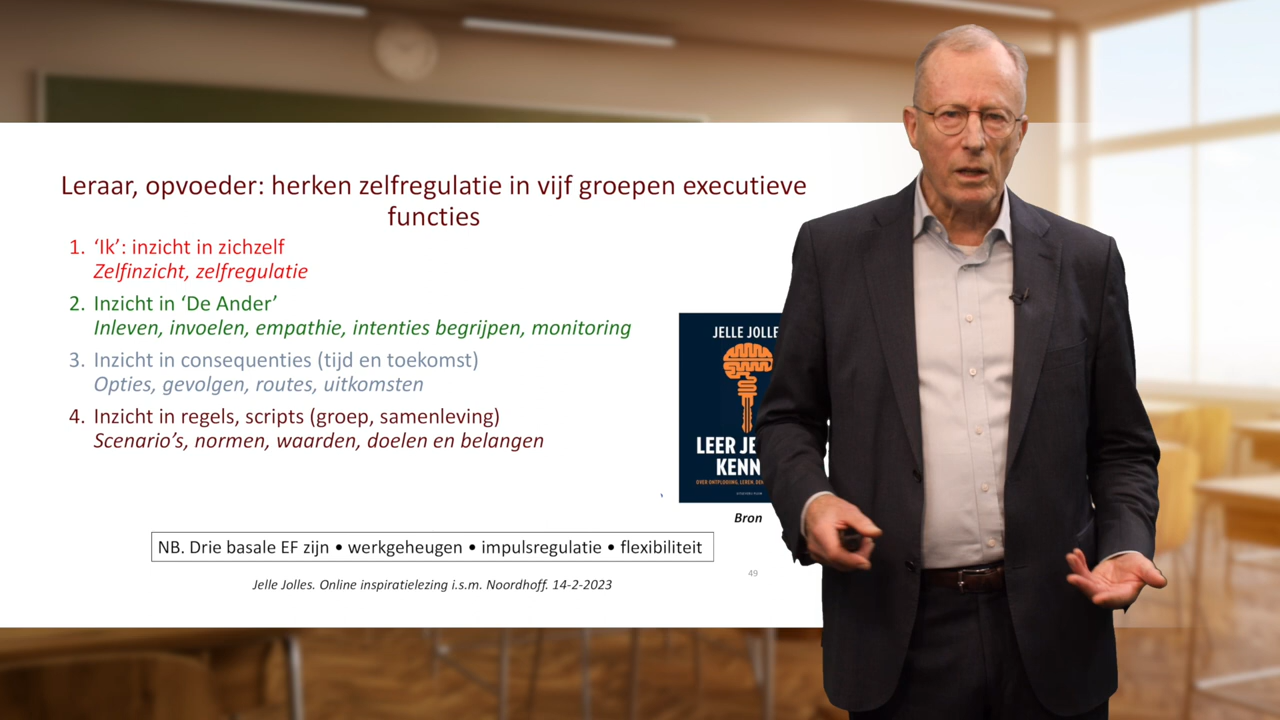 Leraar, opvoeder: herken zelfregulatie in vijf groepen executieve
functies
1. ‘Ik’: inzicht in zichzelf
Zelfinzicht, zelfregulatie
2. Inzicht in ‘De Ander’
Inleven, invoelen, empathie, intenties begrijpen, monitoring
3. Inzicht in consequenties (tijd en toekomst)
Opties, gevolgen, routes, uitkomsten
4. Inzicht in regels, scripts (groep, samenleving)
Scenario’s, normen, waarden, doelen en belangen
JELLE JOLLE
LEER JE
KENN
OVER ONTPLOOIING, LEREN,
Bron
NB. Drie basale EF zijn • werkgeheugen • impulsregulatie • flexibiliteit
Jelle Jolles. Online inspiratielezing i.s.m. Noordhoff. 14-2-2023
49